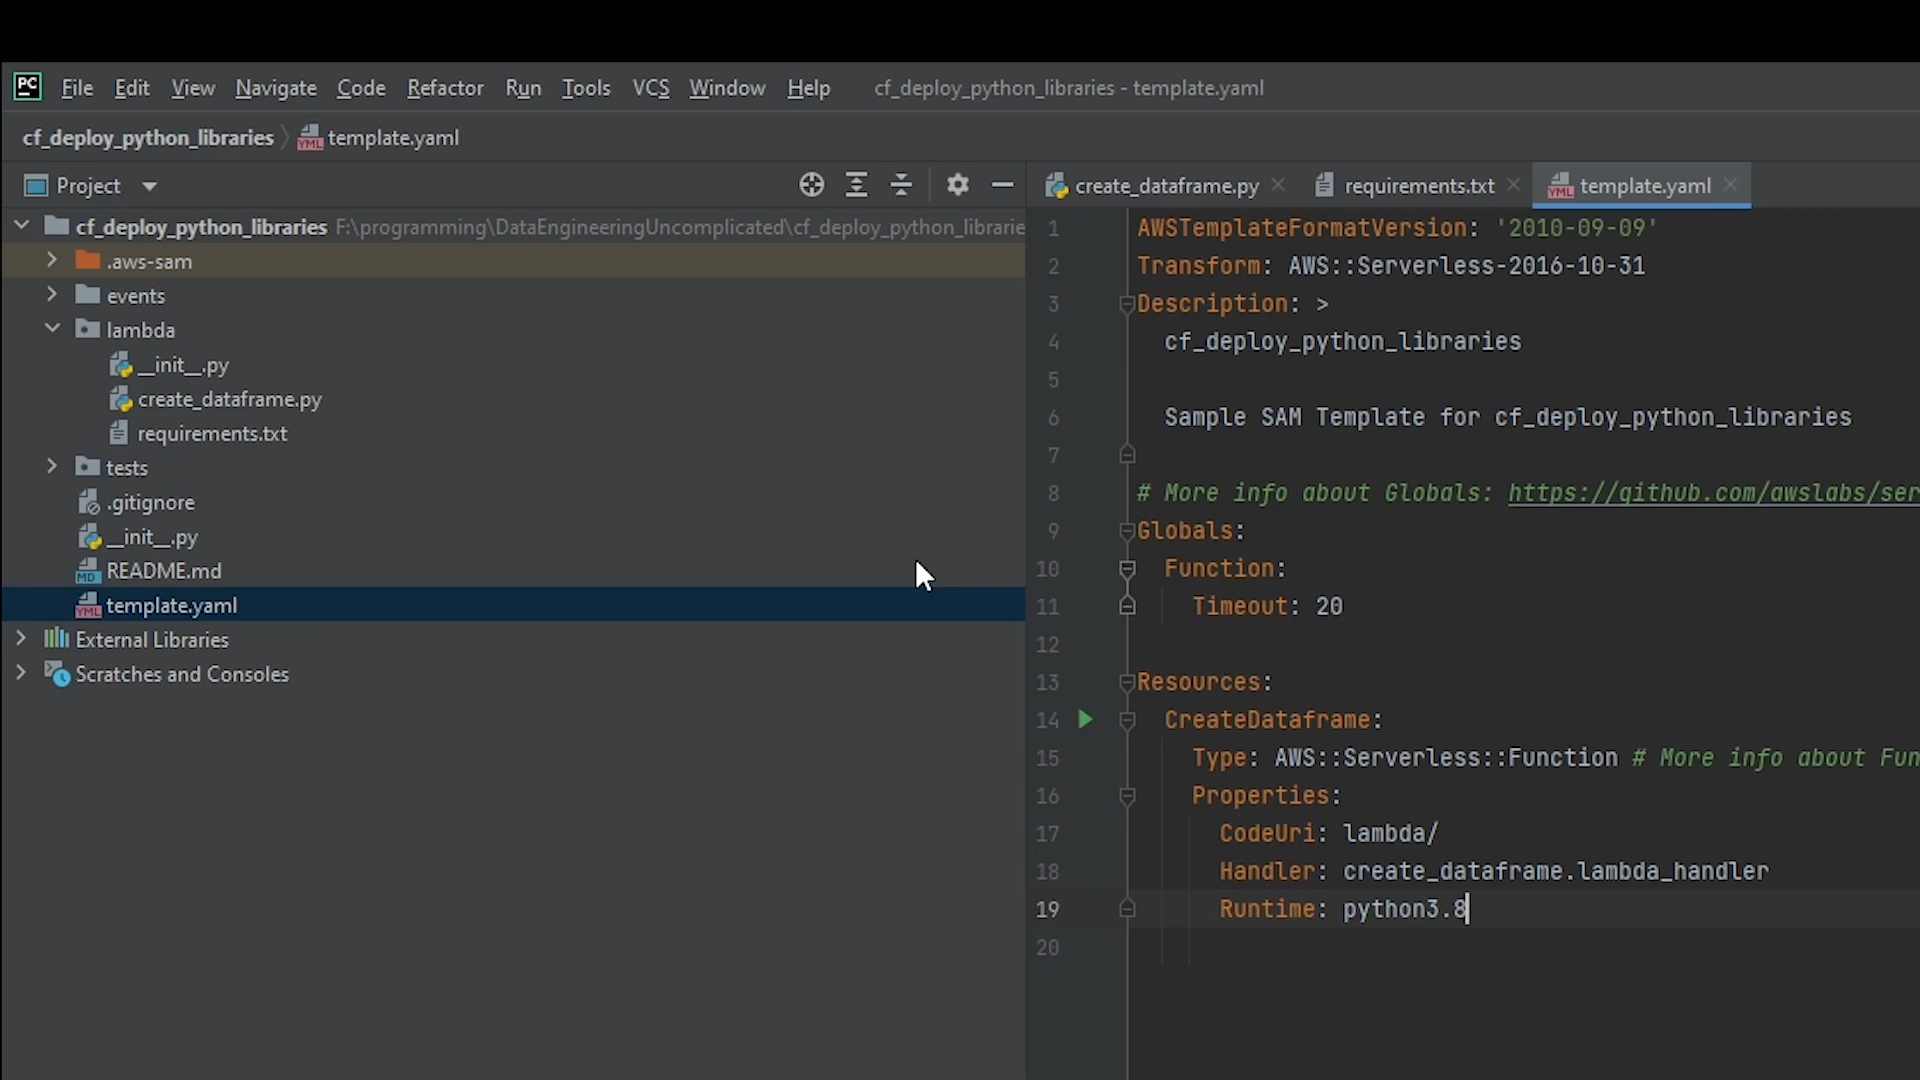 PC File Edit View Navigate Code Refactor Run Tools VCS Window Help cf_deploy_python_libraries - template.yaml
cf_deploy_python_libraries template.yaml
Project
cf_deploy_python_libraries F:\programming\DataEngineeringUncomplicated\cf_deploy_python_librarie
.aws-sam
events
lambda
__init__.py
create_dataframe.py
requirements.txt
tests
.gitignore
__init__.py
README.md
template.yaml
External Libraries
Scratches and Consoles
create_dataframe.py requirements.txt template.yaml
1 AWSTemplateFormatVersion: '2010-09-09'
2 Transform: AWS::Serverless-2016-10-31
3 Description: >
4 cf_deploy_python_libraries
5
6 Sample SAM Template for cf_deploy_python_libraries
7
8 # More info about Globals: https://github.com/awslabs/ser
9 Globals:
10 Function:
11 Timeout: 20
12
13 Resources:
14 CreateDataframe:
15 Type: AWS::Serverless::Function # More info about Fun
16 Properties:
17 CodeUri: lambda/
18 Handler: create_dataframe.lambda_handler
19 Runtime: python3.8
20